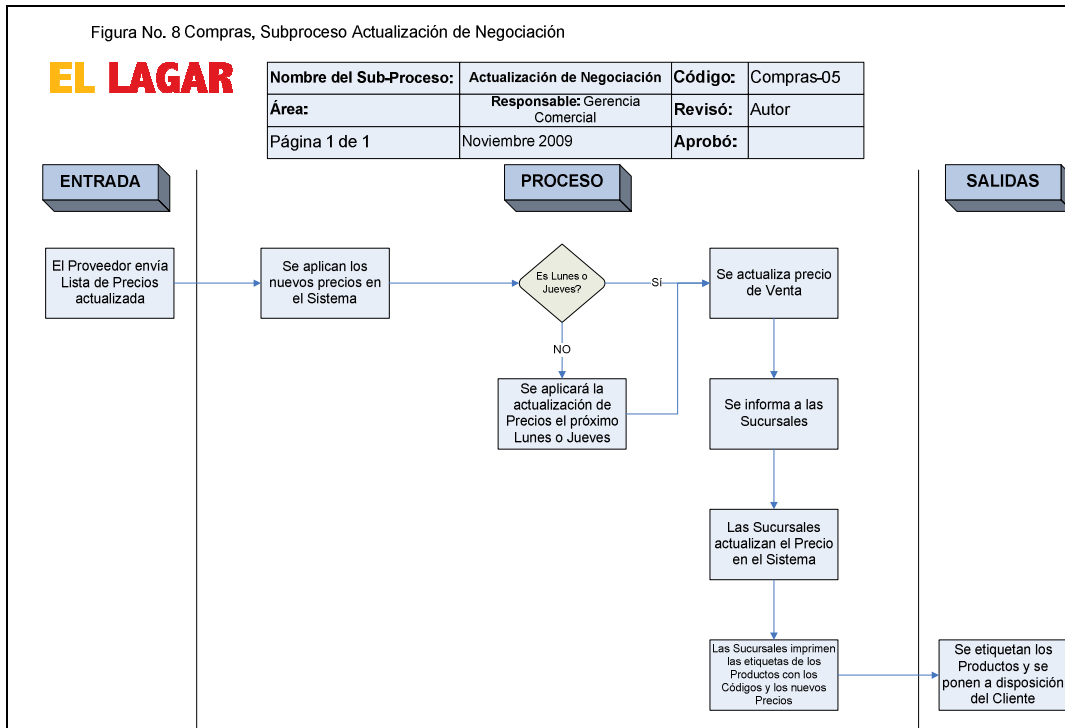 Figura No. 8 Compras, Subproceso Actualización de Negociación
EL LAGAR
Nombre del Sub-Proceso: Actualización de Negociación Código: Compras-05
Área: Responsable: Gerencia Comercial Revisó: Autor
Página 1 de 1 Noviembre 2009 Aprobó:
ENTRADA
PROCESO
SALIDAS
El Proveedor envía
Lista de Precios
actualizada
Se aplican los
nuevos precios en
el Sistema
Es Lunes o
Jueves?
Sí
Se actualiza precio
de Venta
NO
Se aplicará la
actualización de
Precios el próximo
Lunes o Jueves
Se informa a las
Sucursales
Las Sucursales
actualizan el Precio
en el Sistema
Las Sucursales imprimen
las etiquetas de los
Productos con los
Códigos y los nuevos
Precios
Se etiquetan los
Productos y se
ponen a disposición
del Cliente